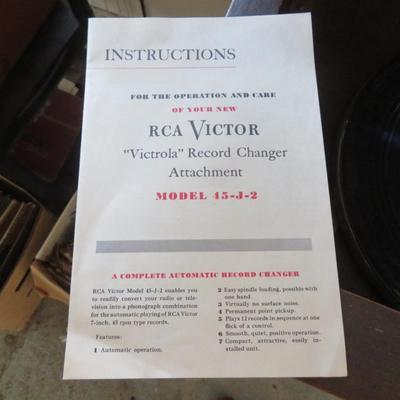 INSTRUCTIONS
FOR THE OPERATION AND CARE
OF YOUR NEW
RCA VICTOR
"Victrola" Record Changer
Attachment
MODEL 45-J-2
A COMPLETE AUTOMATIC RECORD CHANGER
RCA Victor Model 45-J-2 enables you
to readily convert your radio or tele-
vision into a phonograph combination
for the automatic playing of RCA Victor
7-inch, 45 rpm type records.
Features:
1 Automatic operation.
2 Easy spindle loading, possible with
one hand.
3 Virtually no surface noise.
4 Permanent point pickup.
5 Plays 12 records in sequence at one
flick of a control.
6 Smooth, quiet, positive operation.
7 Compact, attractive, easily in-
stalled unit.